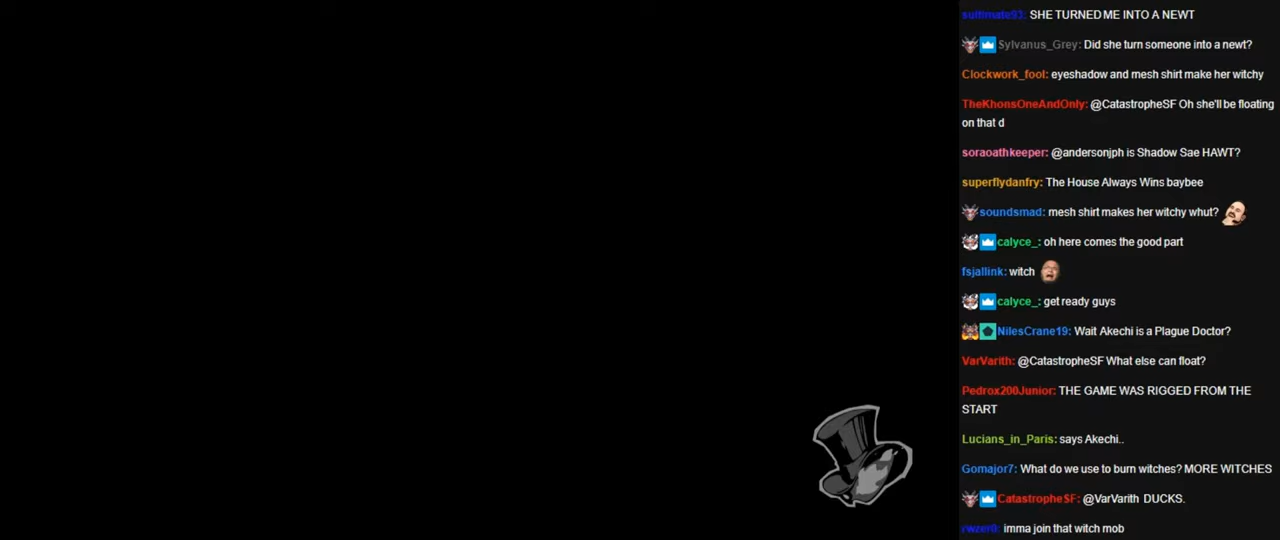 sultimate93: SHE TURNED ME INTO A NEWT
Sylvanus_Grey: Did she turn someone into a newt?
Clockwork_fool: eyeshadow and mesh shirt make her witchy
TheKhonsOneAndOnly: @CatastropheSF Oh she'll be floating
on that d
soraoathkeeper: @andersonjph is Shadow Sae HAWT?
superflydanfry: The House Always Wins baybee
soundsmad: mesh shirt makes her witchy whut?
calyce_: oh here comes the good part
fsjallink: witch
calyce_: get ready guys
NilesCrane19: Wait Akechi is a Plague Doctor?
VarVarith: @CatastropheSF What else can float?
Pedrox200Junior: THE GAME WAS RIGGED FROM THE
START
Lucians_in_Paris: says Akechi..
Gomajor7: What do we use to burn witches? MORE WITCHES
CatastropheSF: @VarVarith DUCKS.
rwzer0: imma join that witch mob